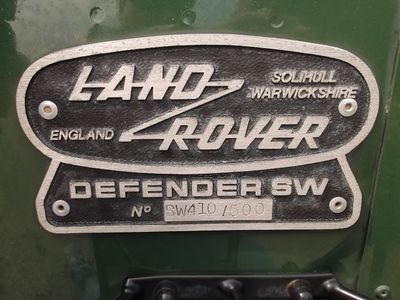 LAND ROVER
SOLIHULL
WARWICKSHIRE
ENGLAND
DEFENDER SW
No SW410/500